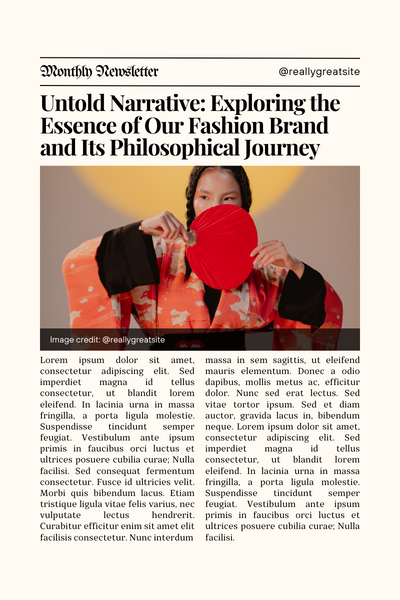 Monthly Newsletter
@reallygreatsite
Untold Narrative: Exploring the
Essence of Our Fashion Brand
and Its Philosophical Journey
Image credit: @reallygreatsite
Lorem ipsum dolor sit amet,
consectetur adipiscing elit. Sed
imperdiet magna id tellus
consectetur, ut blandit lorem
eleifend. In lacinia urna in massa
fringilla, a porta ligula molestie.
Suspendisse tincidunt semper
feugiat. Vestibulum ante ipsum
primis in faucibus orci luctus et
ultrices posuere cubilia curae; Nulla
facilisi. Sed consequat fermentum
consectetur. Fusce id ultricies velit.
Morbi quis bibendum lacus. Etiam
tristique ligula vitae felis varius, nec
vulputate lectus hendrerit.
Curabitur efficitur enim sit amet elit
facilisis consectetur. Nunc interdum
massa in sem sagittis, ut eleifend
mauris elementum. Donec a odio
dapibus, mollis metus ac, efficitur
dolor. Nunc sed erat lectus. Sed
vitae tortor ipsum. Sed et diam
auctor, gravida lacus in, bibendum
neque. Lorem ipsum dolor sit amet,
consectetur adipiscing elit. Sed
imperdiet magna id tellus
consectetur, ut blandit lorem
eleifend. In lacinia urna in massa
fringilla, a porta ligula molestie.
Suspendisse tincidunt semper
feugiat. Vestibulum ante ipsum
primis in faucibus orci luctus et
ultrices posuere cubilia curae; Nulla
facilisi.